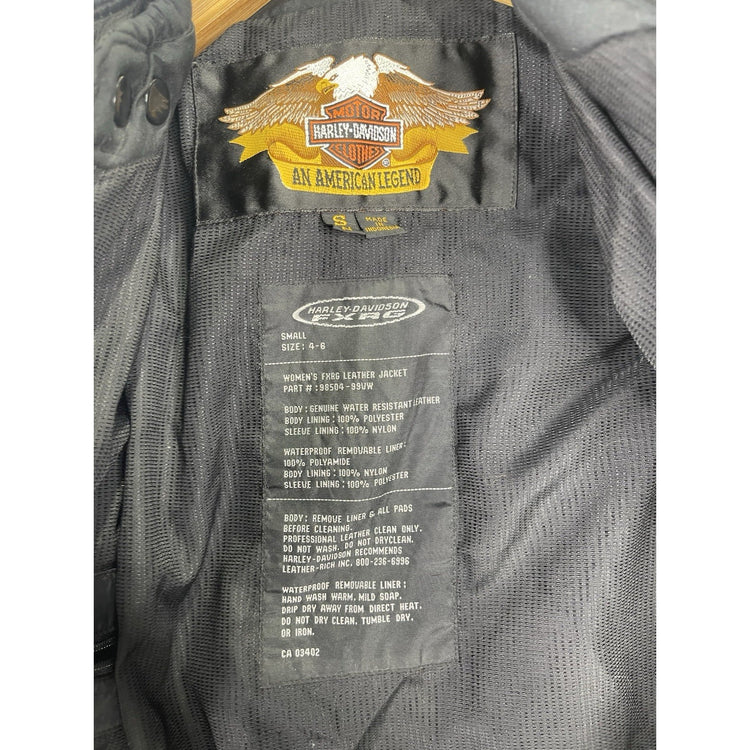 MOTOR
HARLEY-DAVIDSON
CLOTHES
®
AN AMERICAN LEGEND
S
MADE
IN
INDONESIA
HARLEY-DAVIDSON
FXRG
SMALL
SIZE: 4-6
WOMEN'S FXRG LEATHER JACKET
PART #: 98504-99VW
BODY: GENUINE WATER RESISTANT LEATHER
BODY LINING: 100% POLYESTER
SLEEVE LINING: 100% NYLON
WATERPROOF REMOVABLE LINER:
100% POLYAMIDE
BODY LINING: 100% NYLON
SLEEVE LINING: 100% POLYESTER
BODY: REMOVE LINER & ALL PADS
BEFORE CLEANING.
PROFESSIONAL LEATHER CLEAN ONLY.
DO NOT WASH, DO NOT DRYCLEAN.
HARLEY-DAVIDSON RECOMMENDS
LEATHER-RICH INC. 800-236-6996
WATERPROOF REMOVABLE LINER:
HAND WASH WARM, MILD SOAP.
DRIP DRY AWAY FROM DIRECT HEAT.
DO NOT DRY CLEAN, TUMBLE DRY,
OR IRON.
CA 03402